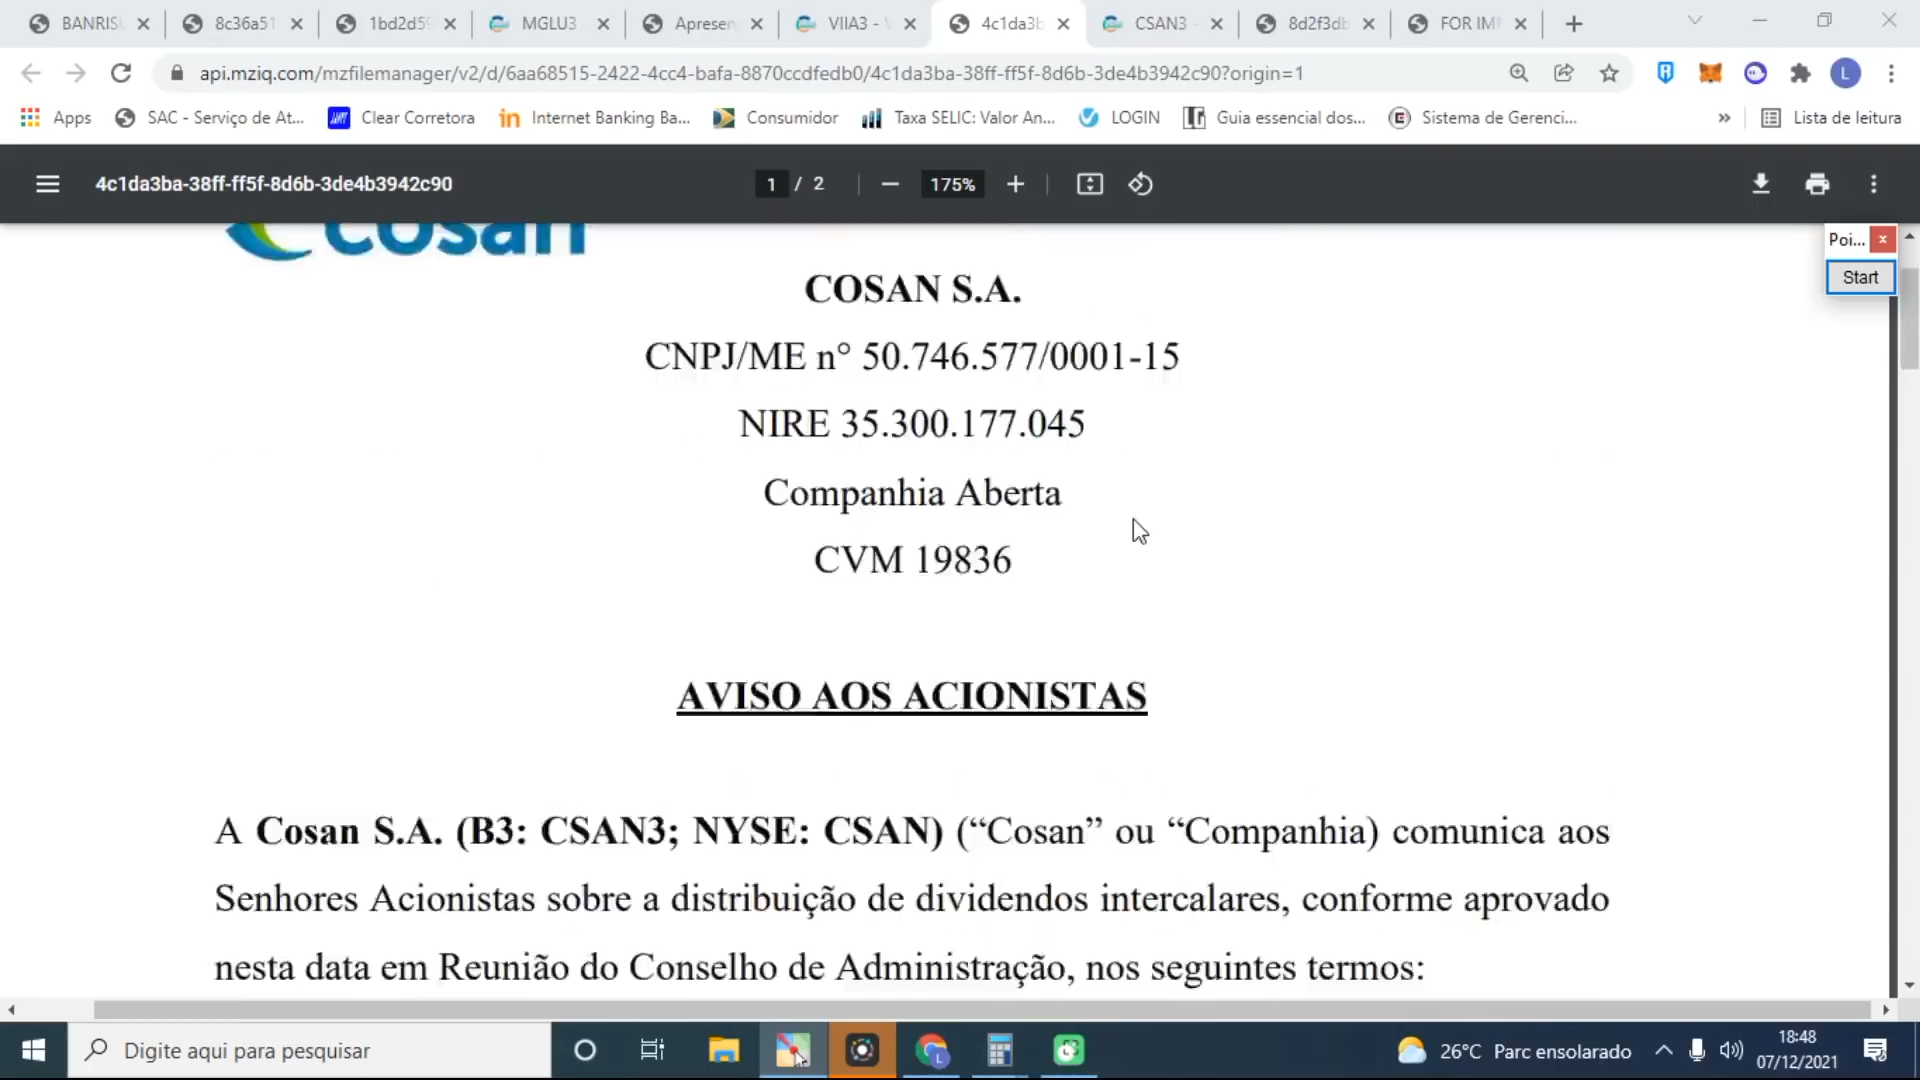 BANRISU
8c36a51
1bd2d59
MGLU3
Apresen
VIIA3 - V
4c1da3b
CSAN3 -
8d2f3db
FOR IMM
api.mziq.com/mzfilemanager/v2/d/6aa68515-2422-4cc4-bafa-8870ccdfedb0/4c1da3ba-38ff-ff5f-8d6b-3de4b3942c90?origin=1
L
Apps
SAC - Serviço de At...
Clear Corretora
Internet Banking Ba...
Consumidor
Taxa SELIC: Valor An...
LOGIN
Guia essencial dos...
Sistema de Gerenci...
»
Lista de leitura
4c1da3ba-38ff-ff5f-8d6b-3de4b3942c90
1 / 2
175%
cosan
Poi...
Start
COSAN S.A.
CNPJ/ME n° 50.746.577/0001-15
NIRE 35.300.177.045
Companhia Aberta
CVM 19836
AVISO AOS ACIONISTAS
A Cosan S.A. (B3: CSAN3; NYSE: CSAN) (“Cosan” ou “Companhia) comunica aos
Senhores Acionistas sobre a distribuição de dividendos intercalares, conforme aprovado
nesta data em Reunião do Conselho de Administração, nos seguintes termos:
Digite aqui para pesquisar
26°C Parc ensolarado
18:48
07/12/2021